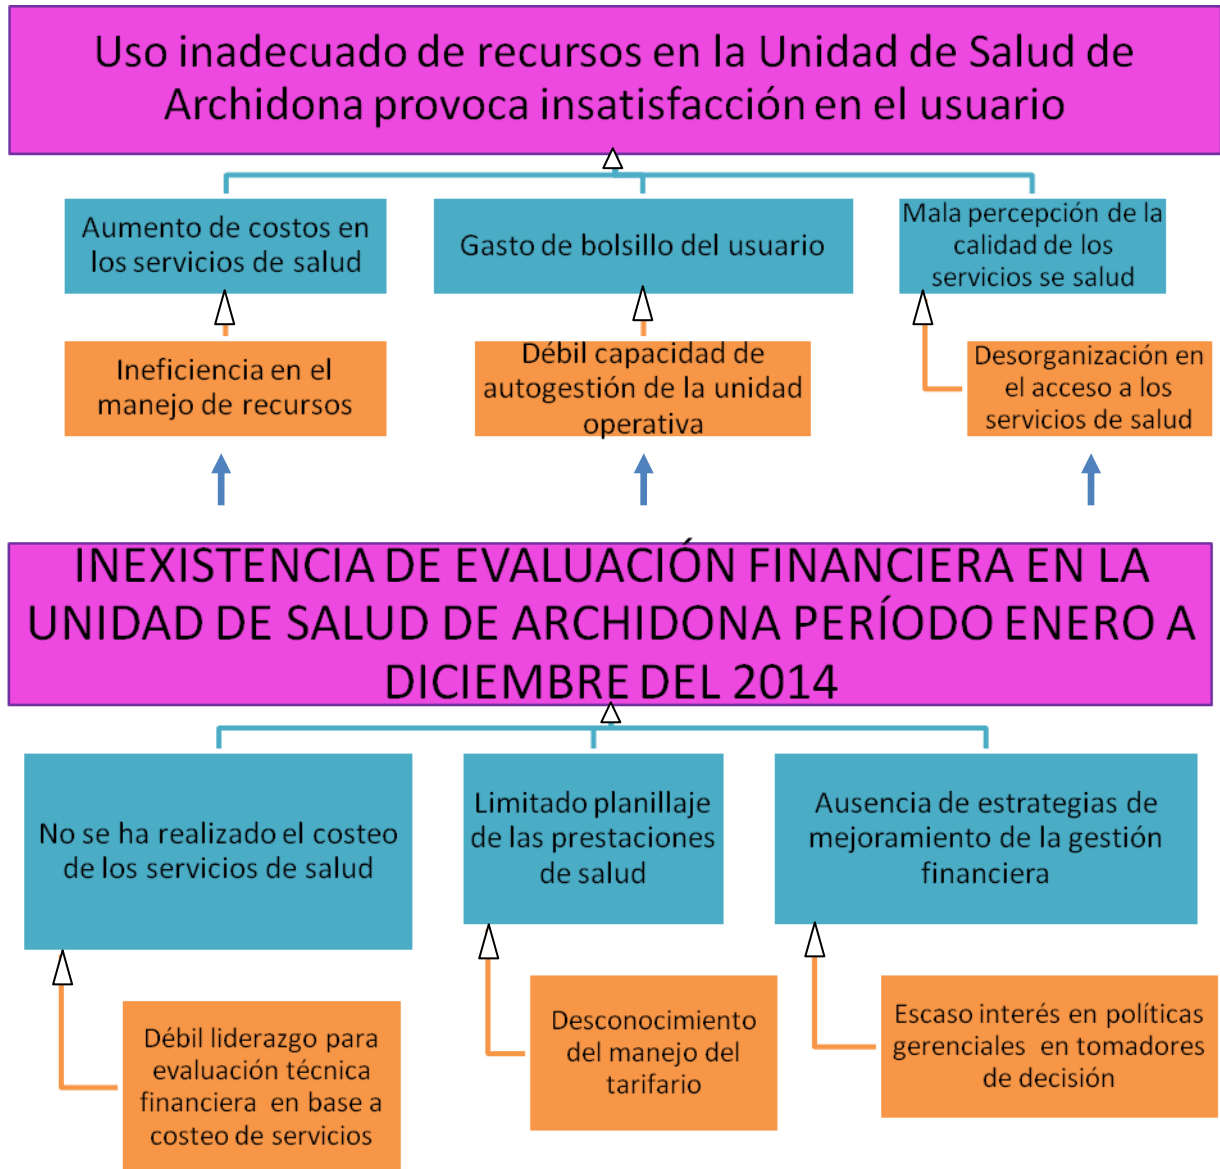 Uso inadecuado de recursos en la Unidad de Salud de
Archidona provoca insatisfacción en el usuario
Aumento de costos en
los servicios de salud
Gasto de bolsillo del usuario
Mala percepción de la
calidad de los
servicios se salud
Ineficiencia en el
manejo de recursos
Débil capacidad de
autogestión de la unidad
operativa
Desorganización en
el acceso a los
servicios de salud
INEXISTENCIA DE EVALUACIÓN FINANCIERA EN LA
UNIDAD DE SALUD DE ARCHIDONA PERÍODO ENERO A
DICIEMBRE DEL 2014
No se ha realizado el costeo
de los servicios de salud
Limitado planillaje
de las prestaciones
de salud
Ausencia de estrategias de
mejoramiento de la gestión
financiera
Débil liderazgo para
evaluación técnica
financiera en base a
costeo de servicios
Desconocimiento
del manejo del
tarifario
Escaso interés en políticas
gerenciales en tomadores
de decisión